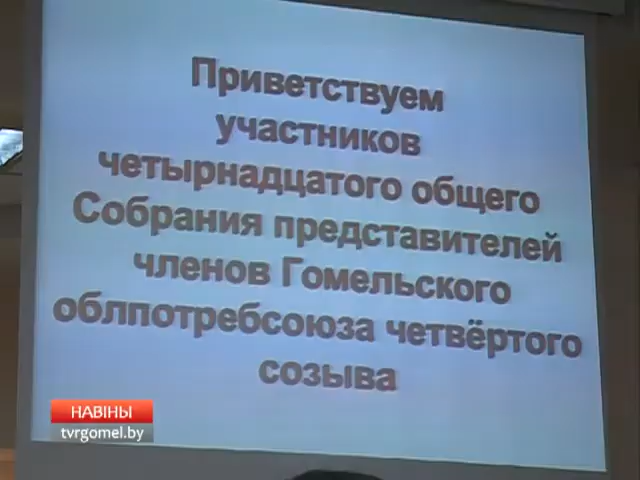 Приветствуем
участников
четырнадцатого общего
Собрания представителей
членов Гомельского
облпотребсоюза четвёртого
созыва
НАВІНЫ
tvrgomel.by